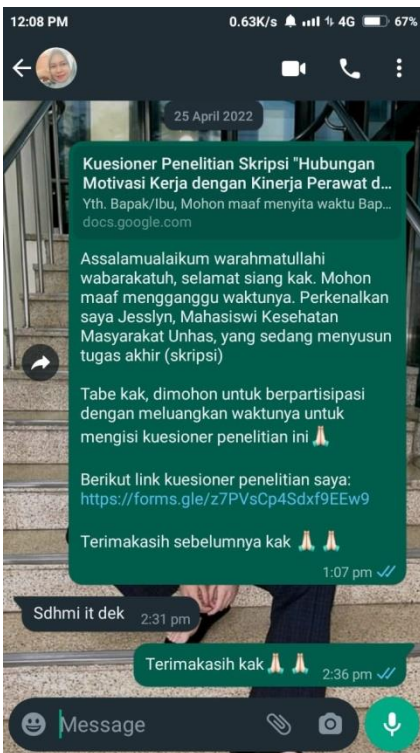 12:08 PM 0.63K/s 4G 67%
25 April 2022
Kuesioner Penelitian Skripsi "Hubungan
Motivasi Kerja dengan Kinerja Perawat d...
Yth. Bapak/Ibu, Mohon maaf menyita waktu Bap...
docs.google.com
Assalamualaikum warahmatullahi
wabarakatuh, selamat siang kak. Mohon
maaf mengganggu waktunya. Perkenalkan
saya Jesslyn, Mahasiswi Kesehatan
Masyarakat Unhas, yang sedang menyusun
tugas akhir (skripsi)
Tabe kak, dimohon untuk berpartisipasi
dengan meluangkan waktunya untuk
mengisi kuesioner penelitian ini🙏🏻
Berikut link kuesioner penelitian saya:
https://forms.gle/z7PVsCp4Sdxf9EEw9
Terimakasih sebelumnya kak 🙏🏻 🙏🏻
1:07 pm
Sdhmi it dek 2:31 pm
Terimakasih kak🙏🏻 🙏🏻 2:36 pm
Message